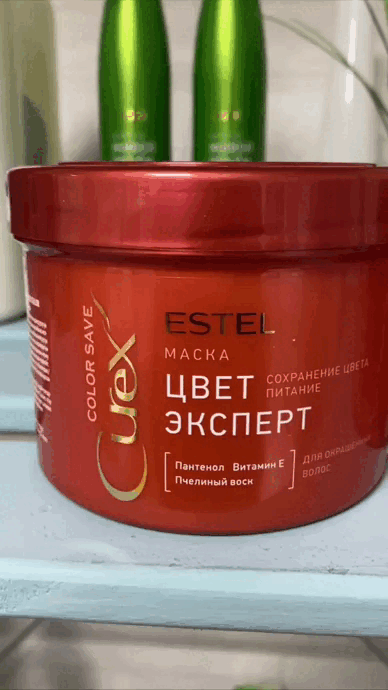 COLOR SAVE
Curex
ESTEL
МАСКА
ЦВЕТ
ЭКСПЕРТ
СОХРАНЕНИЕ ЦВЕТА
ПИТАНИЕ
Пантенол Витамин Е
Пчелиный воск
ДЛЯ ОКРАШЕННЫХ
ВОЛОС